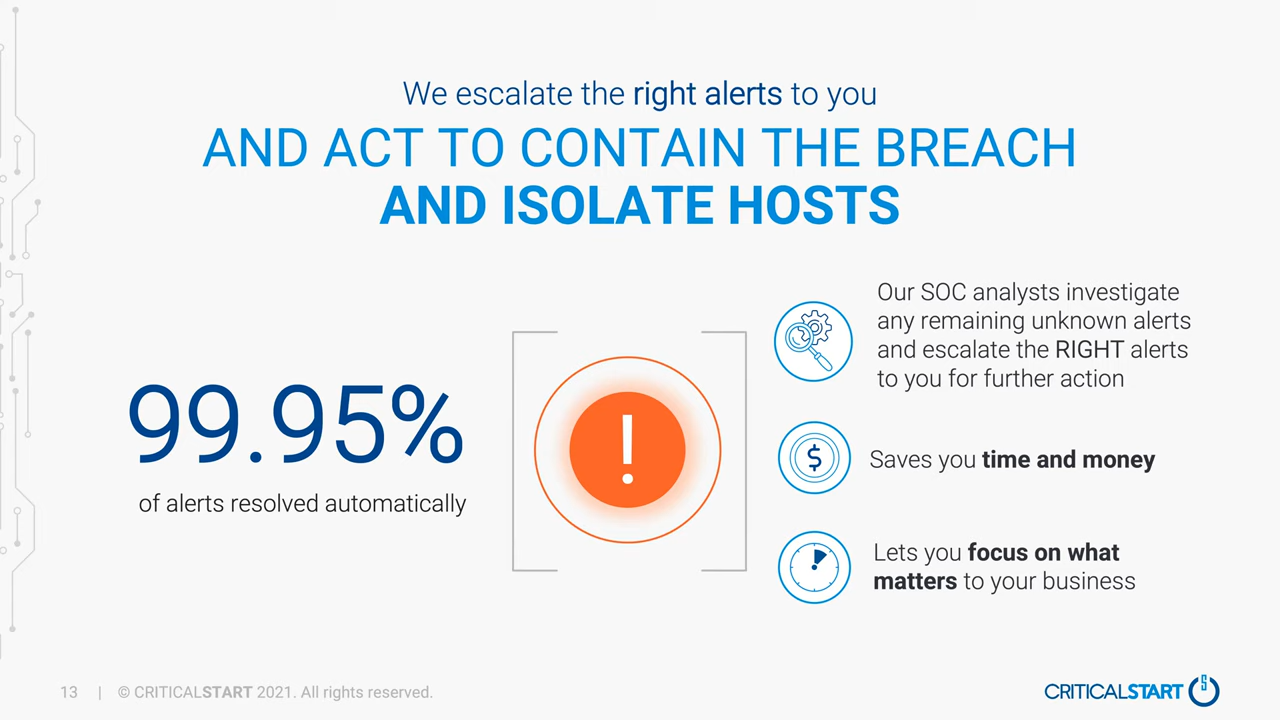 We escalate the right alerts to you
AND ACT TO CONTAIN THE BREACH
AND ISOLATE HOSTS
99.95%
of alerts resolved automatically
!
Our SOC analysts investigate
any remaining unknown alerts
and escalate the RIGHT alerts
to you for further action
$
Saves you time and money
Lets you focus on what
matters to your business
13 | © CRITICALSTART 2021. All rights reserved.
CRITICALSTART